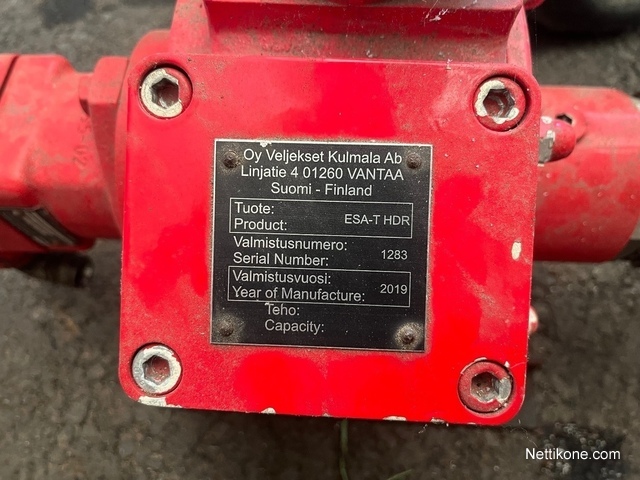 Oy Veljekset Kulmala Ab
Linjatie 4 01260 VANTAA
Suomi - Finland
Tuote:
Product: ESA-T HDR
Valmistusnumero:
Serial Number: 1283
Valmistusvuosi:
Year of Manufacture: 2019
Teho:
Capacity:
Nettikone.com